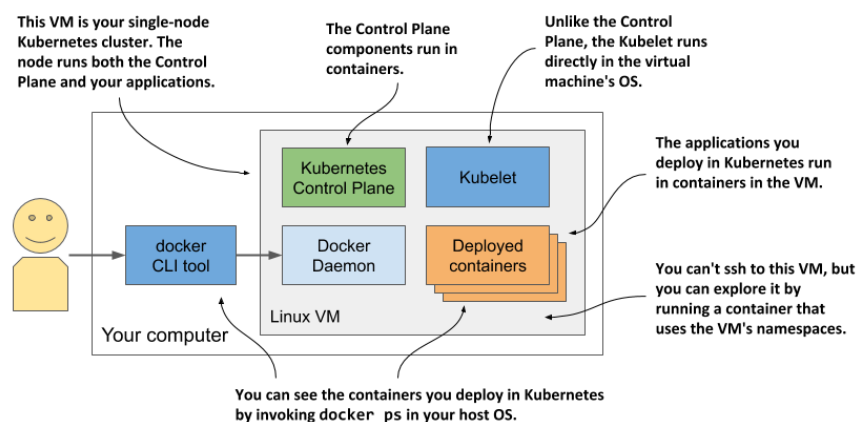 This VM is your single-node
Kubernetes cluster. The
node runs both the Control
Plane and your applications.
The Control Plane
components run in
containers.
Unlike the Control
Plane, the Kubelet runs
directly in the virtual
machine's OS.
The applications you
deploy in Kubernetes run
in containers in the VM.
Kubernetes
Control Plane
Kubelet
docker
CLI tool
Docker
Daemon
Deployed
containers
Linux VM
Your computer
You can't ssh to this VM, but
you can explore it by
running a container that
uses the VM's namespaces.
You can see the containers you deploy in Kubernetes
by invoking docker ps in your host OS.